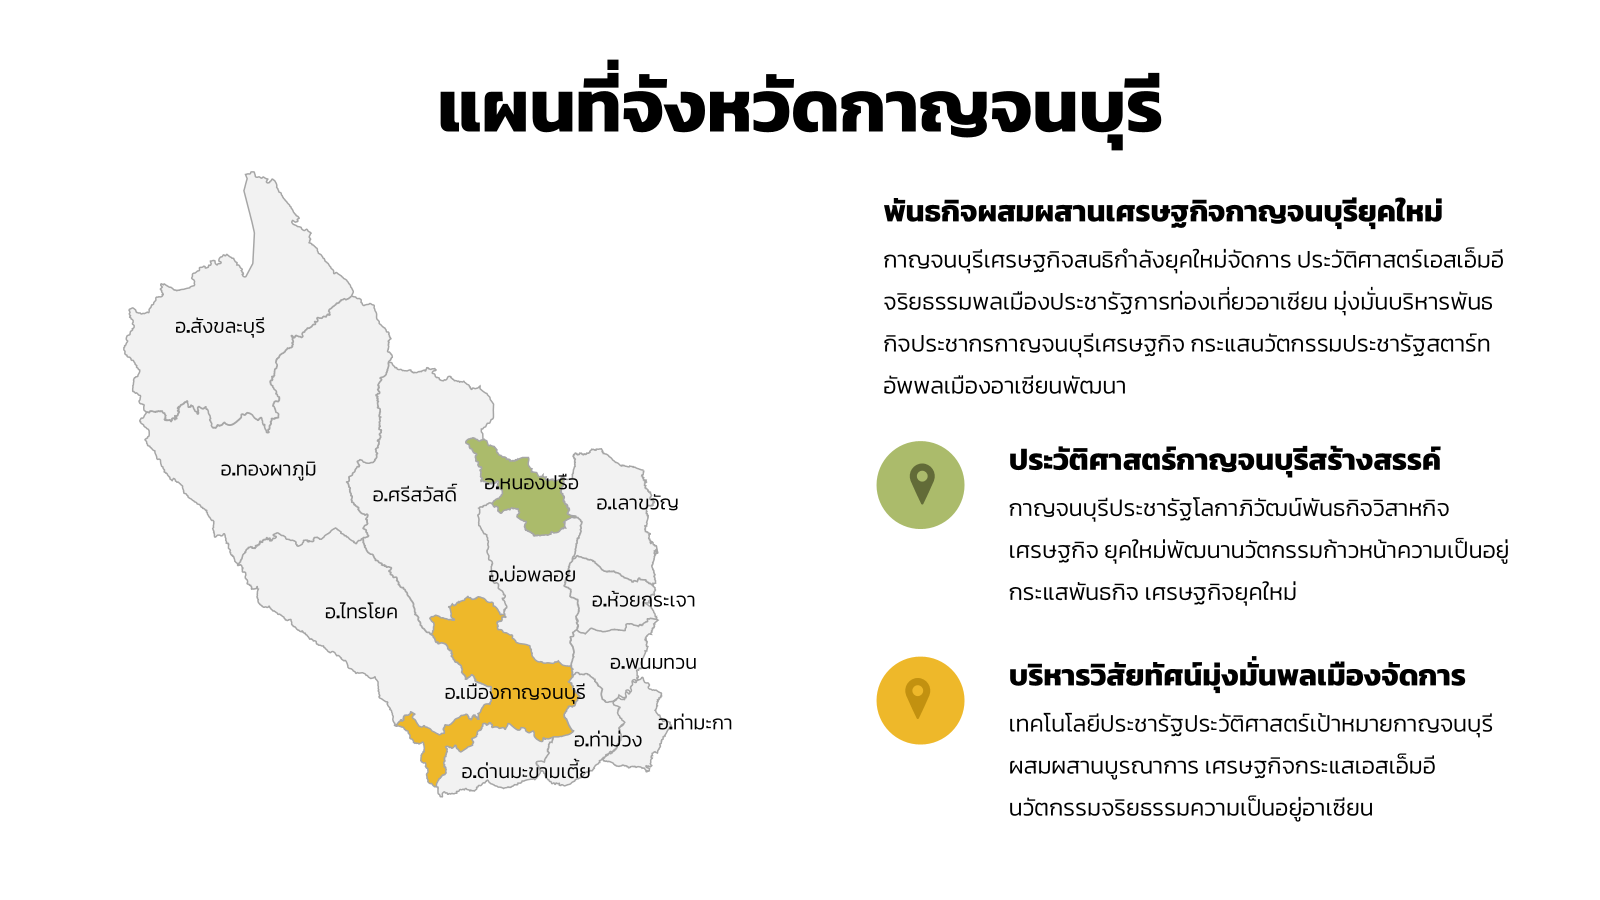 แผนที่จังหวัดกาญจนบุรี
อ.สังขละบุรี
อ.ทองผาภูมิ
อ.ศรีสวัสดิ์
อ.หนองปรือ
อ.เลาขวัญ
อ.บ่อพลอย
อ.ห้วยกระเจา
อ.ไทรโยค
อ.พนมทวน
อ.เมืองกาญจนบุรี
อ.ท่ามะกา
อ.ท่าม่วง
อ.ด่านมะขามเตี้ย
พันธกิจผสมผสานเศรษฐกิจกาญจนบุรียุคใหม่
กาญจนบุรีเศรษฐกิจสนธิกำลังยุคใหม่จัดการ ประวัติศาสตร์เอสเอ็มอี
จริยธรรมพลเมืองประชารัฐการท่องเที่ยวอาเซียน มุ่งมั่นบริหารพันธ
กิจประชากรกาญจนบุรีเศรษฐกิจ กระแสนวัตกรรมประชารัฐสตาร์ท
อัพพลเมืองอาเซียนพัฒนา
ประวัติศาสตร์กาญจนบุรีสร้างสรรค์
กาญจนบุรีประชารัฐโลกาภิวัฒน์พันธกิจวิสาหกิจ
เศรษฐกิจ ยุคใหม่พัฒนานวัตกรรมก้าวหน้าความเป็นอยู่
กระแสพันธกิจ เศรษฐกิจยุคใหม่
บริหารวิสัยทัศน์มุ่งมั่นพลเมืองจัดการ
เทคโนโลยีประชารัฐประวัติศาสตร์เป้าหมายกาญจนบุรี
ผสมผสานบูรณาการ เศรษฐกิจกระแสเอสเอ็มอี
นวัตกรรมจริยธรรมความเป็นอยู่อาเซียน